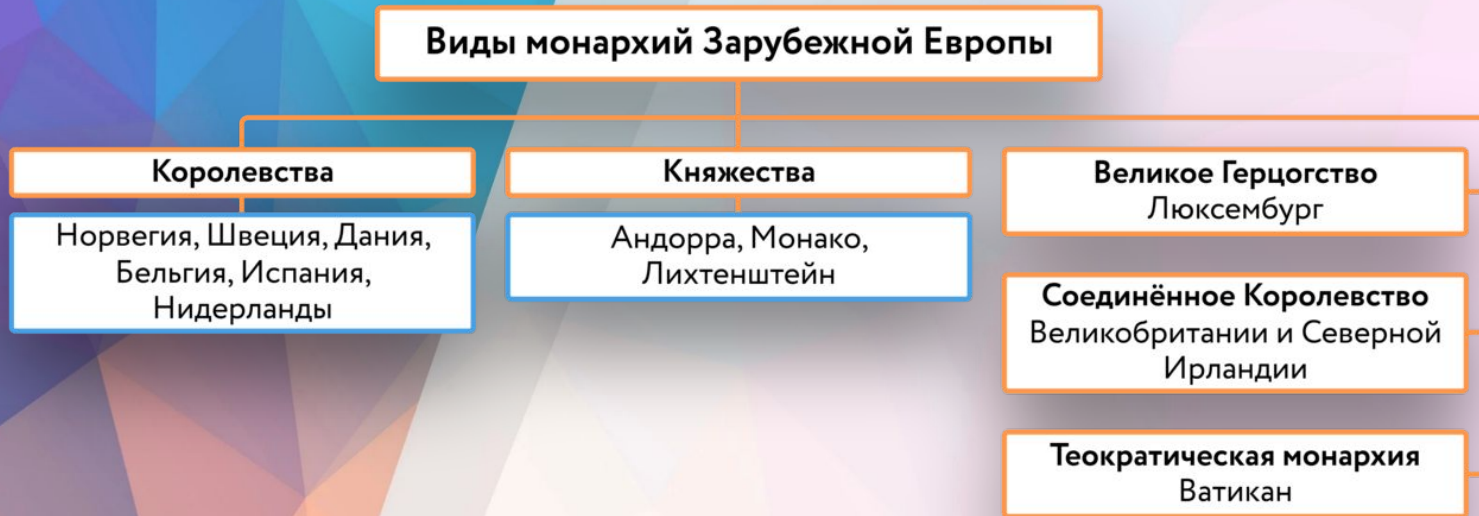 Виды монархий Зарубежной Европы
Королевства
Норвегия, Швеция, Дания,
Бельгия, Испания,
Нидерланды
Княжества
Андорра, Монако,
Лихтенштейн
Великое Герцогство
Люксембург
Соединённое Королевство
Великобритании и Северной
Ирландии
Теократическая монархия
Ватикан